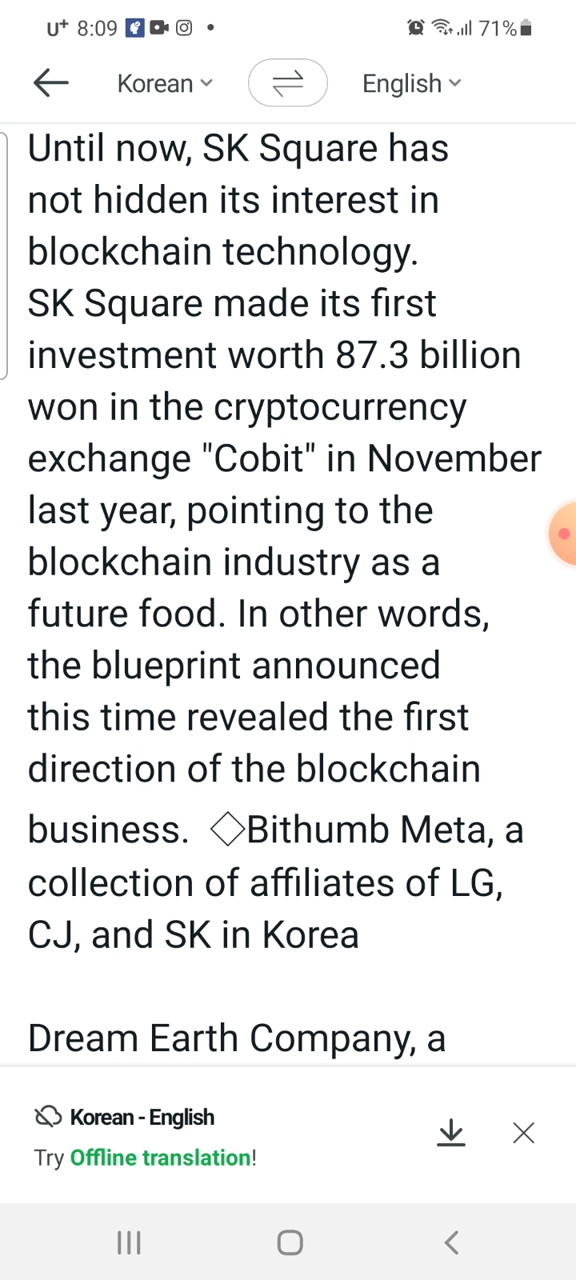 U+ 8:09 71%
Korean English
Until now, SK Square has
not hidden its interest in
blockchain technology.
SK Square made its first
investment worth 87.3 billion
won in the cryptocurrency
exchange "Cobit" in November
last year, pointing to the
blockchain industry as a
future food. In other words,
the blueprint announced
this time revealed the first
direction of the blockchain
business. ◇Bithumb Meta, a
collection of affiliates of LG,
CJ, and SK in Korea
Dream Earth Company, a
Korean - English
Try Offline translation!